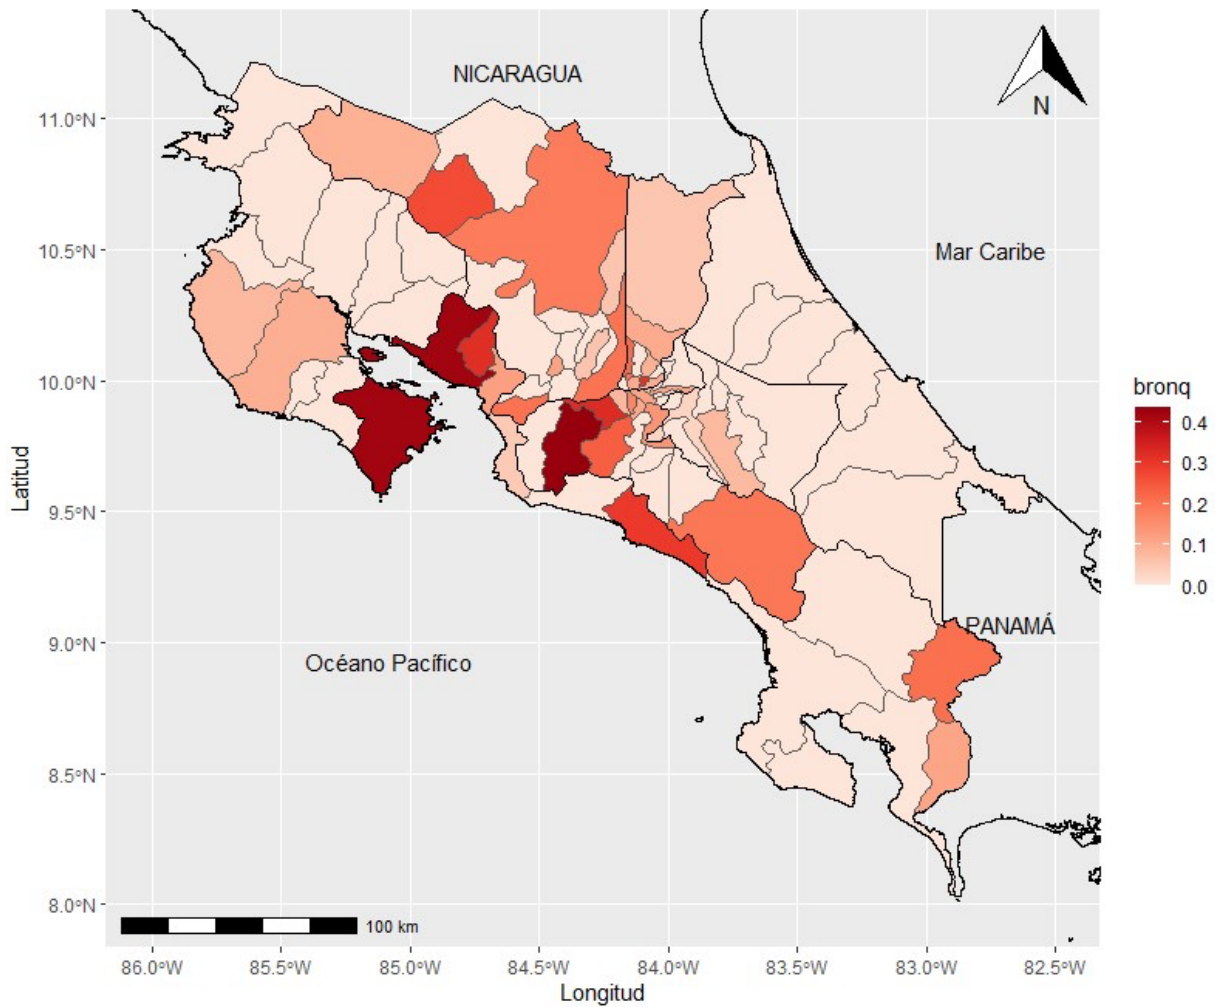 NICARAGUA
N
11.0°N
10.5°N
Mar Caribe
10.0°N
bronq
0.4
0.3
0.2
0.1
0.0
Latitud
9.5°N
9.0°N
PANAMÁ
Océano Pacífico
8.5°N
8.0°N
100 km
86.0°W
85.5°W
85.0°W
84.5°W
84.0°W
83.5°W
83.0°W
82.5°W
Longitud